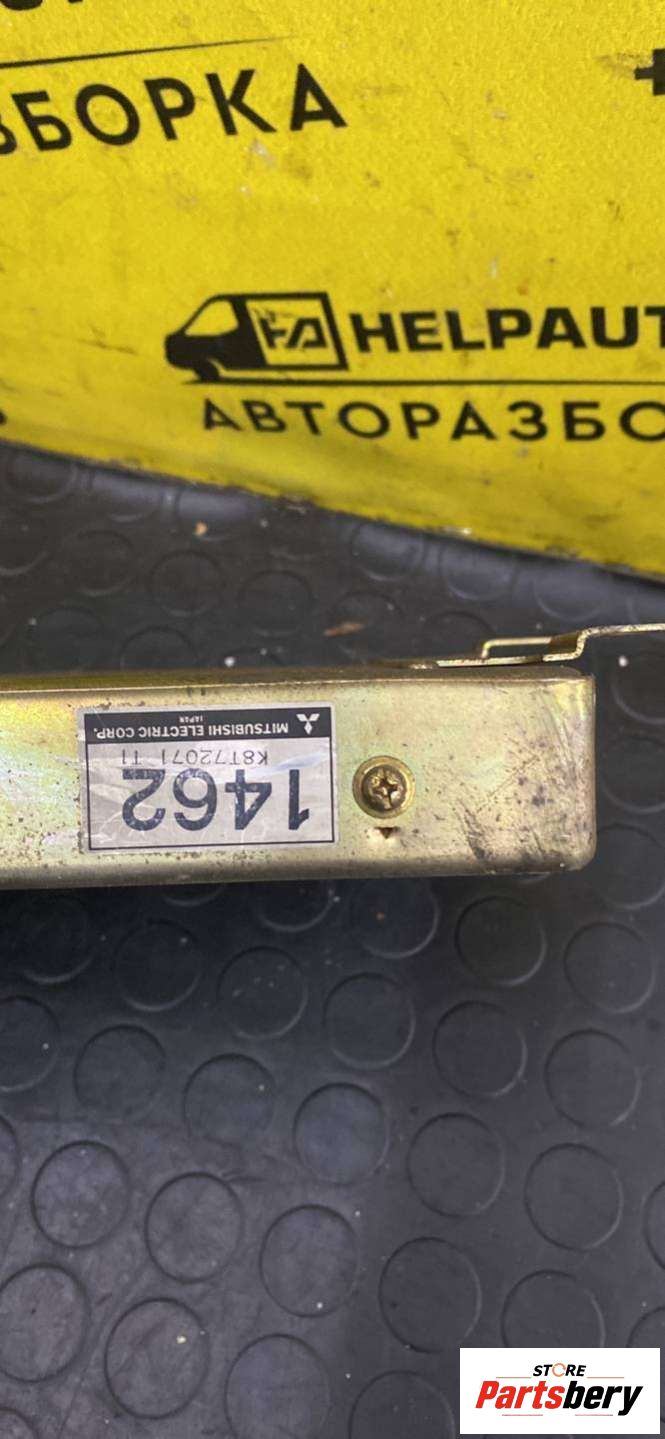 ЗБОРКА
HELPAUT
АВТОРАЗБО
MITSUBISHI ELECTRIC CORP.
JAPAN
K8T72071 T1
1462
STORE
Partsbery